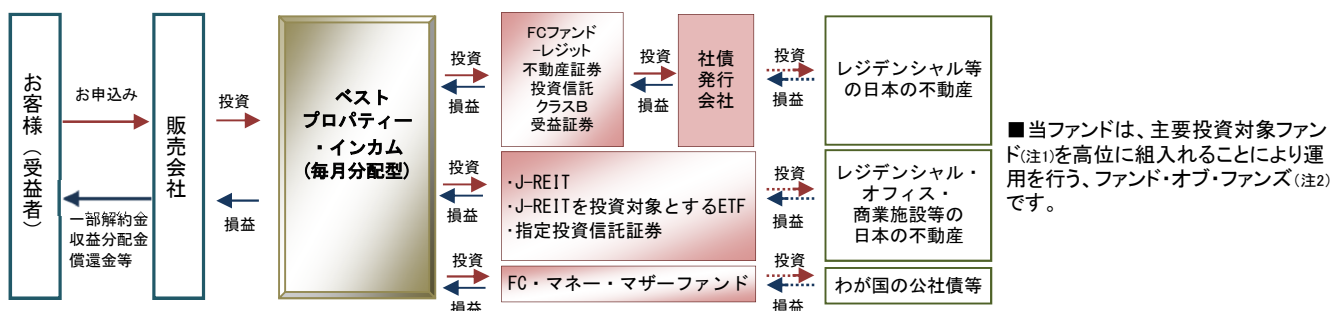 お客様（受益者）
お申込み
一部解約金
収益分配金
償還金等
販売会社
投資
損益
ベスト
プロパティー
・インカム
(毎月分配型)
投資
損益
FCファンド
-レジット
不動産証券
投資信託
クラスB
受益証券
投資
損益
社債
発行
会社
投資
損益
レジデンシャル等
の日本の不動産
投資
損益
・J-REIT
・J-REITを投資対象とするETF
・指定投資信託証券
投資
損益
レジデンシャル・
オフィス・
商業施設等の
日本の不動産
投資
損益
FC・マネー・マザーファンド
投資
損益
わが国の公社債等
■当ファンドは、主要投資対象ファン
ド(注1)を高位に組入れることにより運
用を行う、ファンド・オブ・ファンズ(注2)
です。